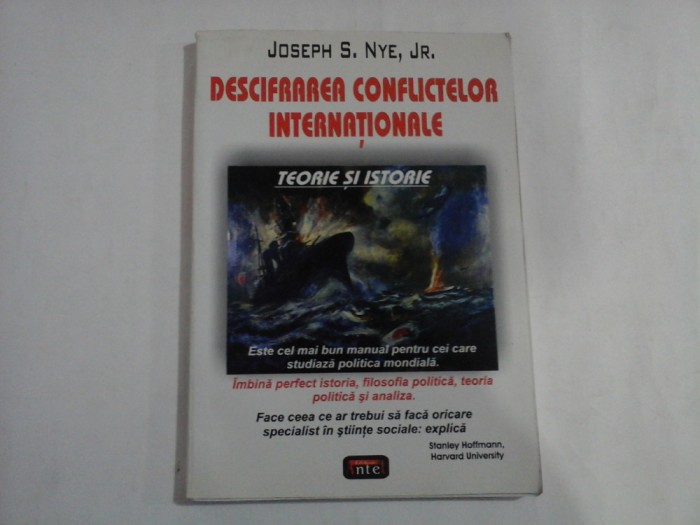 JOSEPH S. NYE, JR.
DESCIFRAREA CONFLICTELOR
INTERNAȚIONALE
TEORIE ȘI ISTORIE
Este cel mai bun manual pentru cei care
studiază politica mondială.
Îmbină perfect istoria, filosofia politică, teoria
politică și analiza.
Face ceea ce ar trebui să facă oricare
specialist în științe sociale: explică
Stanley Hoffmann,
Harvard University